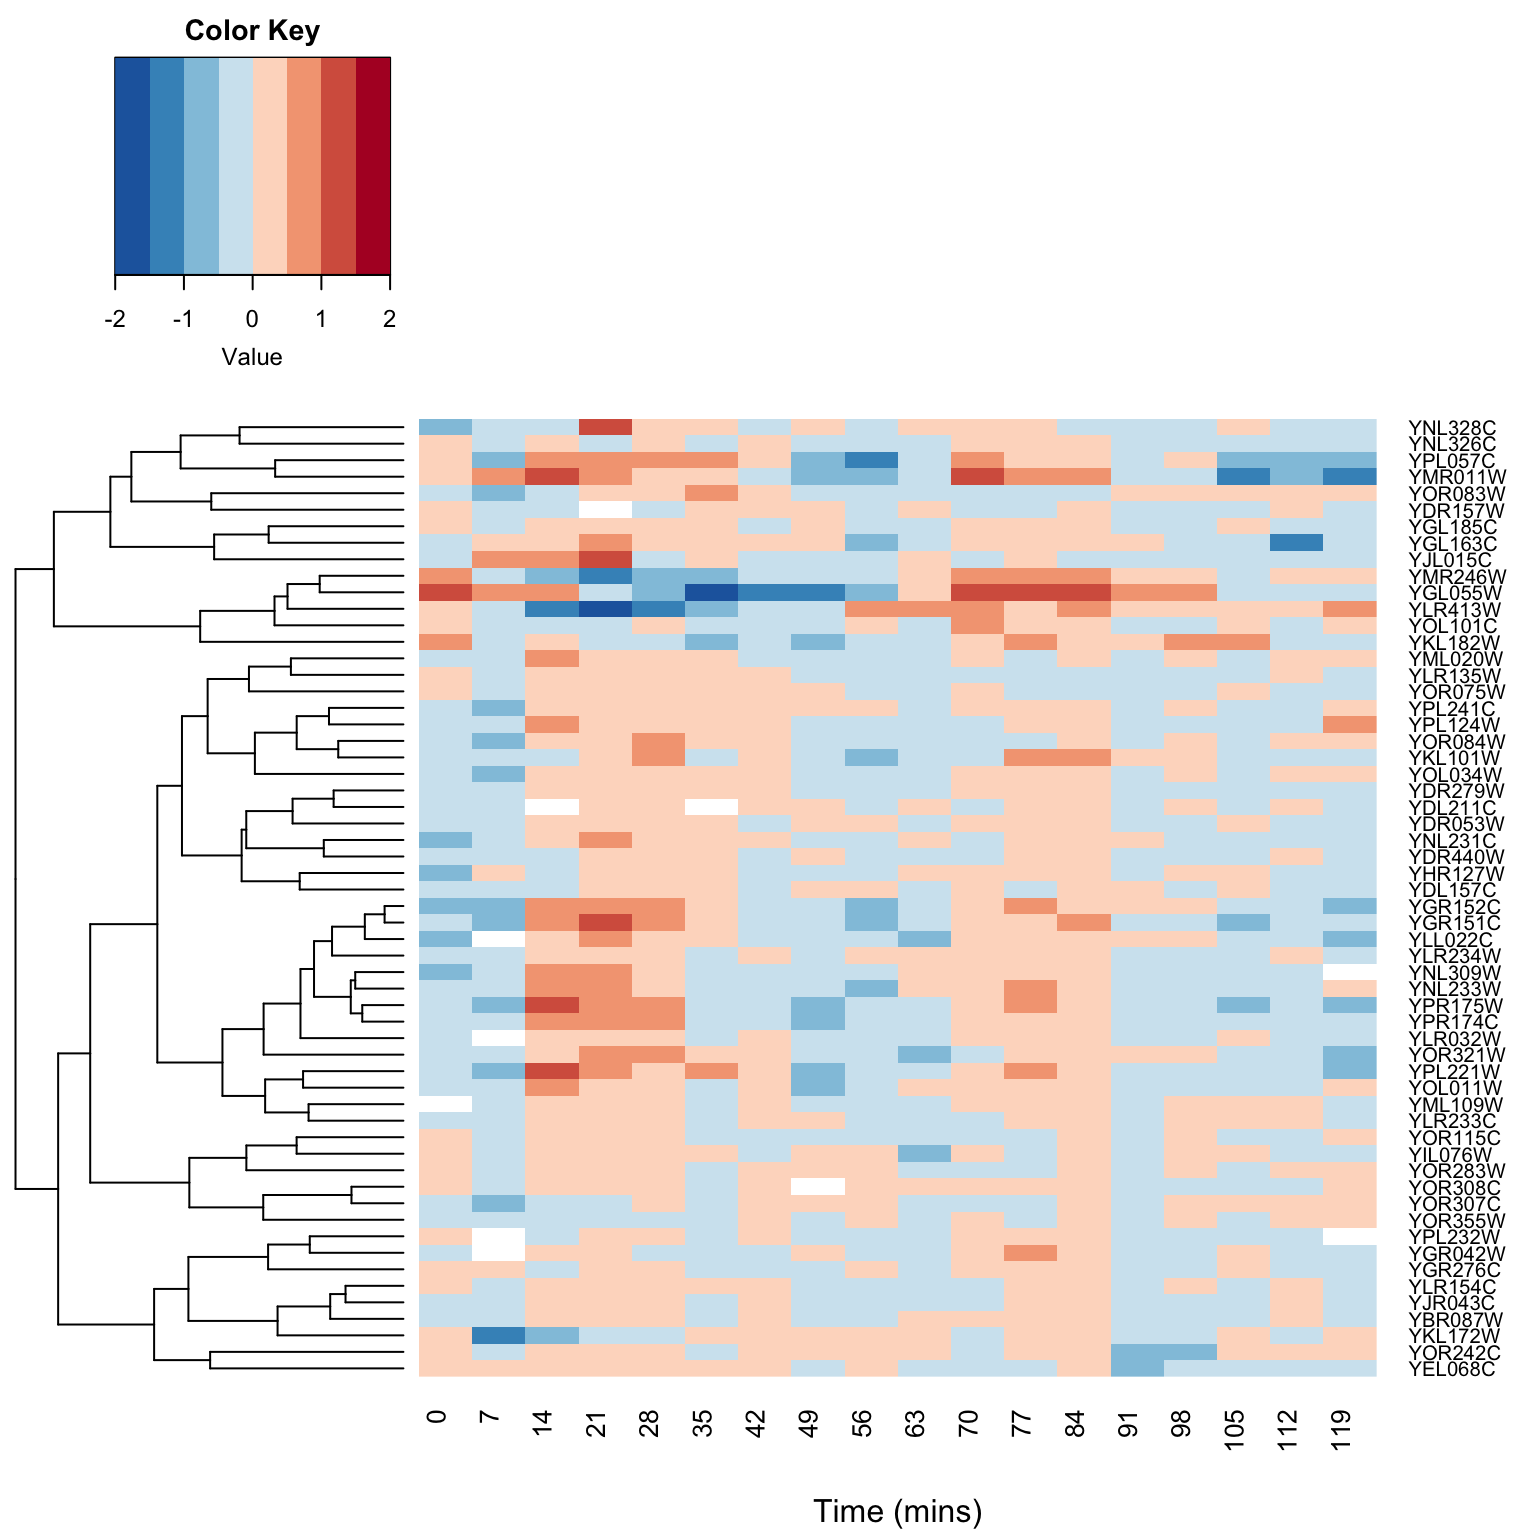 Color Key
-2 -1 0 1 2
Value
YNL328C
YNL326C
YPL057C
YMR011W
YOR083W
YDR157W
YGL185C
YGL163C
YJL015C
YMR246W
YGL055W
YLR413W
YOL101C
YKL182W
YML020W
YLR135W
YOR075W
YPL241C
YPL124W
YOR084W
YKL101W
YOL034W
YDR279W
YDL211C
YDR053W
YNL231C
YDR440W
YHR127W
YDL157C
YGR152C
YGR151C
YLL022C
YLR234W
YNL309W
YNL233W
YPR175W
YPR174C
YLR032W
YOR321W
YPL221W
YOL011W
YML109W
YLR233C
YOR115C
YIL076W
YOR283W
YOR308C
YOR307C
YOR355W
YPL232W
YGR042W
YGR276C
YLR154C
YJR043C
YBR087W
YKL172W
YOR242C
YEL068C
0 7 14 21 28 35 42 49 56 63 70 77 84 91 98 105 112 119
Time (mins)